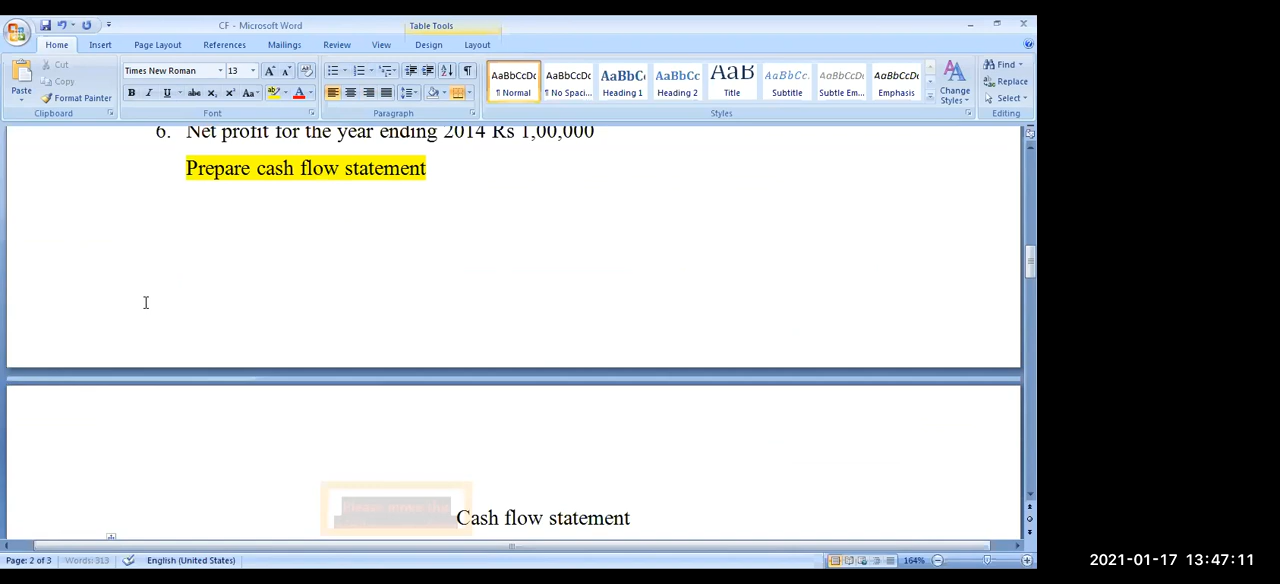 CF - Microsoft Word
Table Tools
Home Insert Page Layout References Mailings Review View Design Layout
Paste
Cut
Copy
Format Painter
Clipboard
Times New Roman 13
Font
Paragraph
AaBbCcDc AaBbCcDc AaBbC AaBbCc AaB AaBbCc. AaBbCcDt AaBbCcDt
¶ Normal ¶ No Spaci... Heading 1 Heading 2 Title Subtitle Subtle Em... Emphasis
Change
Styles
Styles
Find
Replace
Select
Editing
6. Net profit for the year ending 2014 Rs 1,00,000
Prepare cash flow statement
Cash flow statement
Page: 2 of 3 Words: 313 English (United States) 164%
2021-01-17 13:47:11